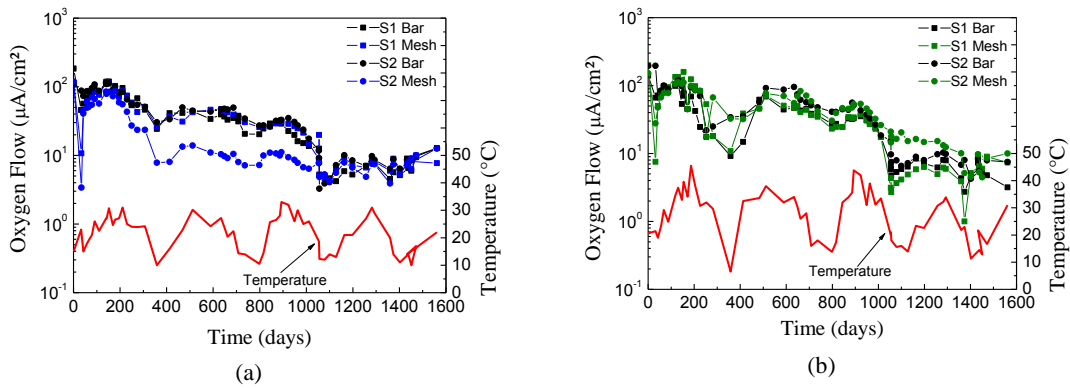 10³
10²
10¹
10⁰
10⁻¹
Oxygen Flow (µA/cm²)
S1 Bar
S1 Mesh
S2 Bar
S2 Mesh
Temperature
50
40
30
20
10
0
Temperature (°C)
0 200 400 600 800 1000 1200 1400 1600
Time (days)
(a)
10³
10²
10¹
10⁰
10⁻¹
Oxygen Flow (µA/cm²)
S1 Bar
S1 Mesh
S2 Bar
S2 Mesh
Temperature
50
40
30
20
10
0
Temperature (°C)
0 200 400 600 800 1000 1200 1400 1600
Time (days)
(b)